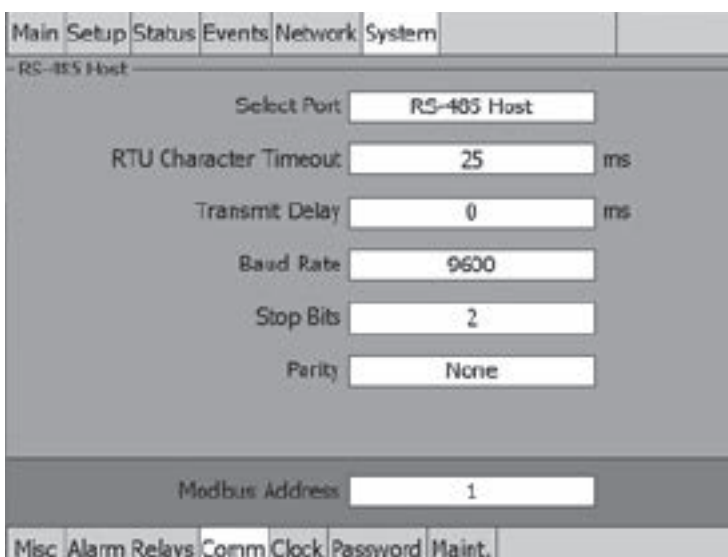 Main Setup Status Events Network System
RS-485 Host
Select Port RS-485 Host
RTU Character Timeout 25 ms
Transmit Delay 0 ms
Baud Rate 9600
Stop Bits 2
Parity None
Modbus Address 1
Misc Alarm Relays Comm Clock Password Maint.